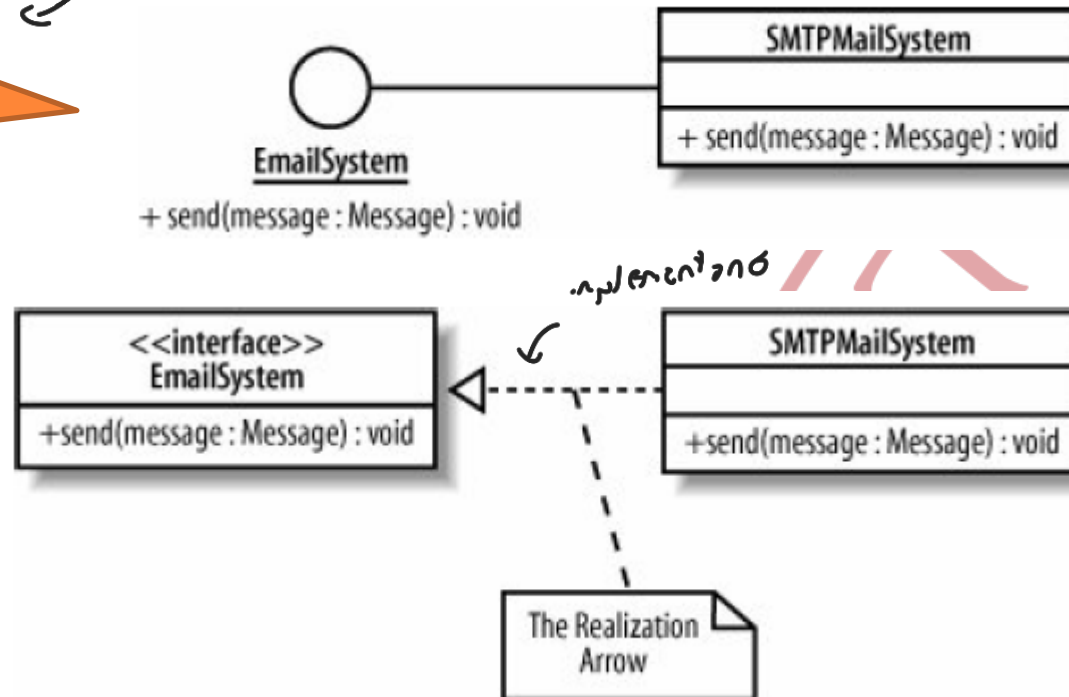 SMTPMailSystem
+ send(message : Message) : void
EmailSystem
+ send(message : Message) : void
<<interface>>
EmailSystem
+send(message : Message) : void
SMTPMailSystem
+send(message : Message) : void
The Realization
Arrow